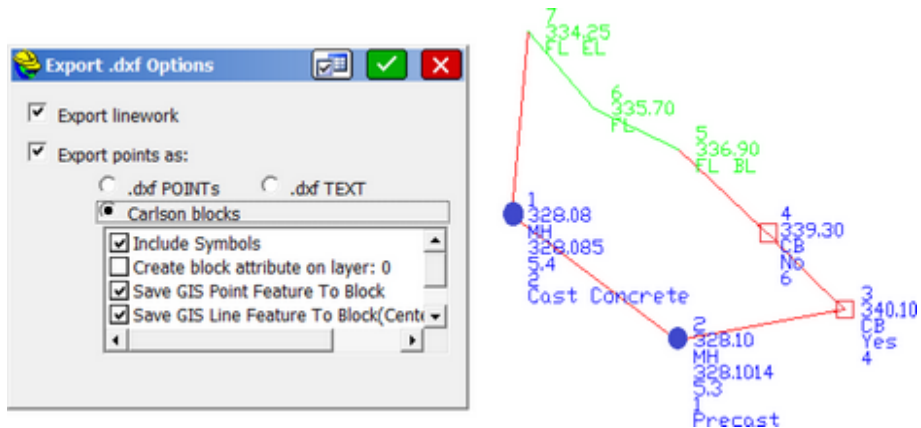 Export .dxf Options
Export linework
Export points as:
.dxf POINTs
.dxf TEXT
Carlson blocks
Include Symbols
Create block attribute on layer: 0
Save GIS Point Feature To Block
Save GIS Line Feature To Block(Cente
7
334.25
FL EL
6
335.70
FL
5
336.90
FL BL
4
339.30
CB
No
6
3
340.10
CB
Yes
4
1
328.08
MH
328.085
5.4
2
Cast Concrete
2
328.10
MH
328.1014
5.3
1
Precast